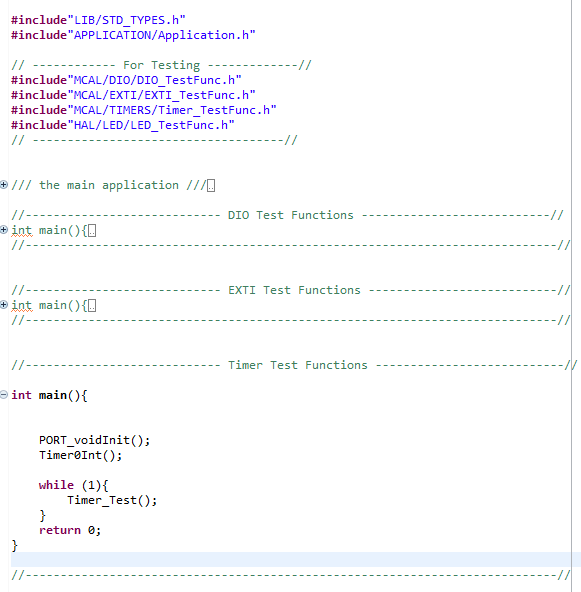 #include"LIB/STD_TYPES.h"
#include"APPLICATION/Application.h"
// ------------ For Testing -------------//
#include"MCAL/DIO/DIO_TestFunc.h"
#include"MCAL/EXTI/EXTI_TestFunc.h"
#include"MCAL/TIMERS/Timer_TestFunc.h"
#include"HAL/LED/LED_TestFunc.h"
// ------------------------------------//
/// the main application ///
//---------------------------- DIO Test Functions ---------------------------//
int main(){
//-----------------------------------------------------------------------------//
//---------------------------- EXTI Test Functions ---------------------------//
int main(){
//-----------------------------------------------------------------------------//
//---------------------------- Timer Test Functions ---------------------------//
int main(){
PORT_voidInit();
Timer0Int();
while (1){
Timer_Test();
}
return 0;
}
//-----------------------------------------------------------------------------//